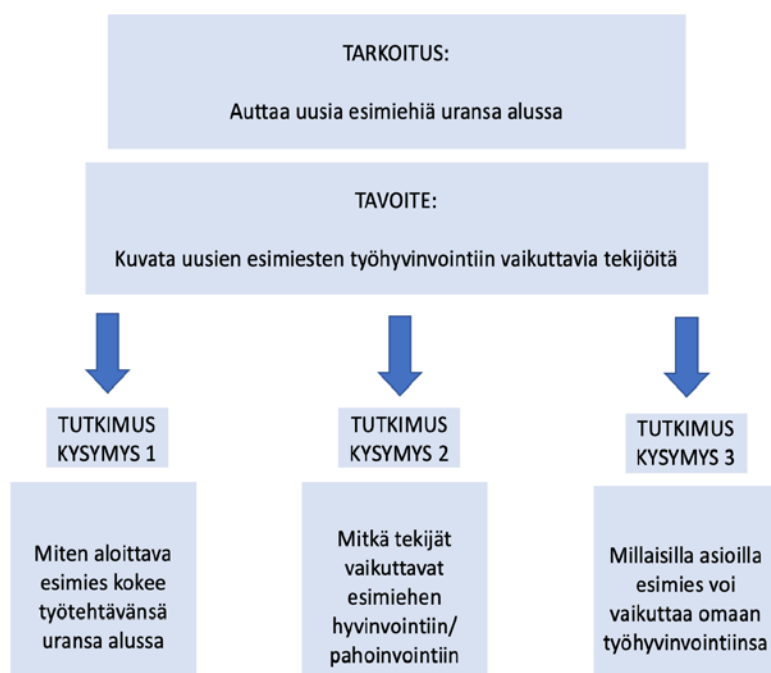 TARKOITUS:
Auttaa uusia esimiehiä uransa alussa
TAVOITE:
Kuvata uusien esimiesten työhyvinvointiin vaikuttavia tekijöitä
TUTKIMUS
KYSYMYS 1
Miten aloittava
esimies kokee
työtehtävänsä
uransa alussa
TUTKIMUS
KYSYMYS 2
Mitkä tekijät
vaikuttavat
esimiehen
hyvinvointiin/
pahoinvointiin
TUTKIMUS
KYSYMYS 3
Millaisilla asioilla
esimies voi
vaikuttaa omaan
työhyvinvointiinsa